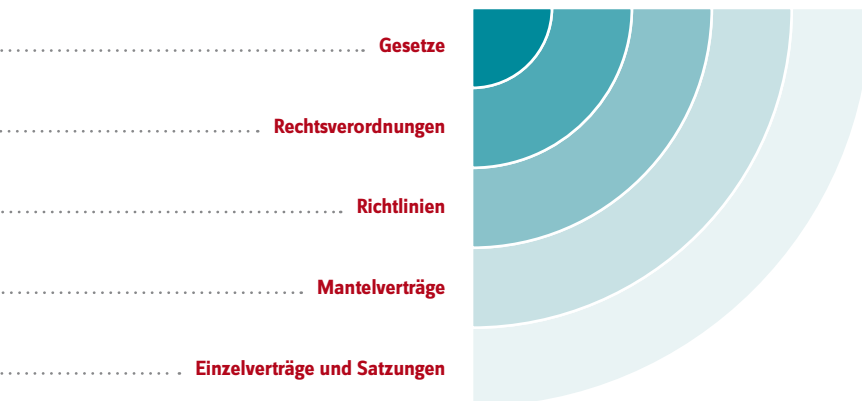 Gesetze
Rechtsverordnungen
Richtlinien
Mantelverträge
Einzelverträge und Satzungen